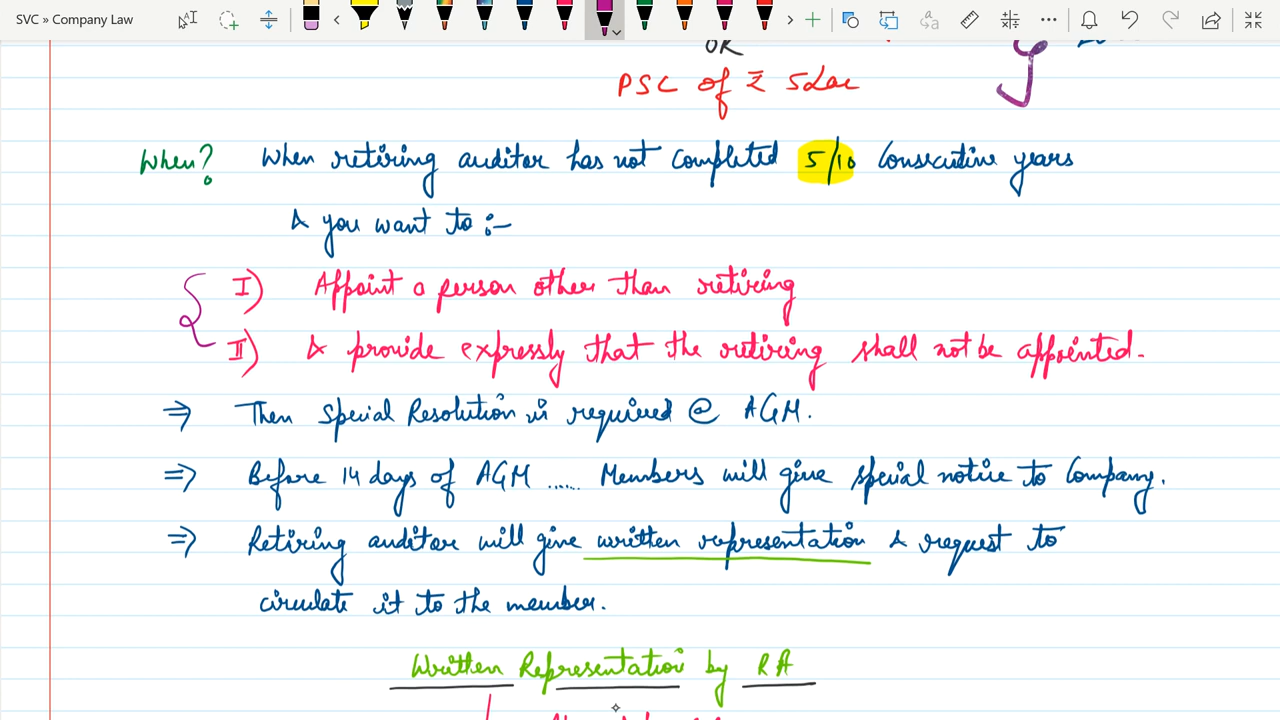 SVC » Company Law
OR
PSC of ₹ 5 Lac
When? When retiring auditor has not completed 5/10 consecutive years
& you want to :-
I) Appoint a person other than retiring
II) & provide expressly that the retiring shall not be appointed.
⇒ Then special Resolution is required @ AGM.
⇒ Before 14 days of AGM ...... Members will give special notice to Company.
⇒ Retiring auditor will give written representation & request to
circulate it to the member.
Written Representation by RA